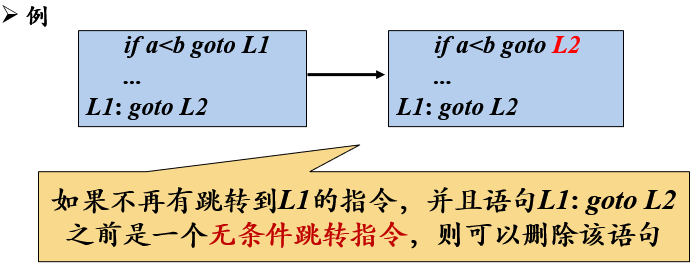 ➢ 例
if a<b goto L1
...
L1: goto L2
if a<b goto L2
...
L1: goto L2
如果不再有跳转到L1的指令，并且语句L1: goto L2
之前是一个无条件跳转指令，则可以删除该语句